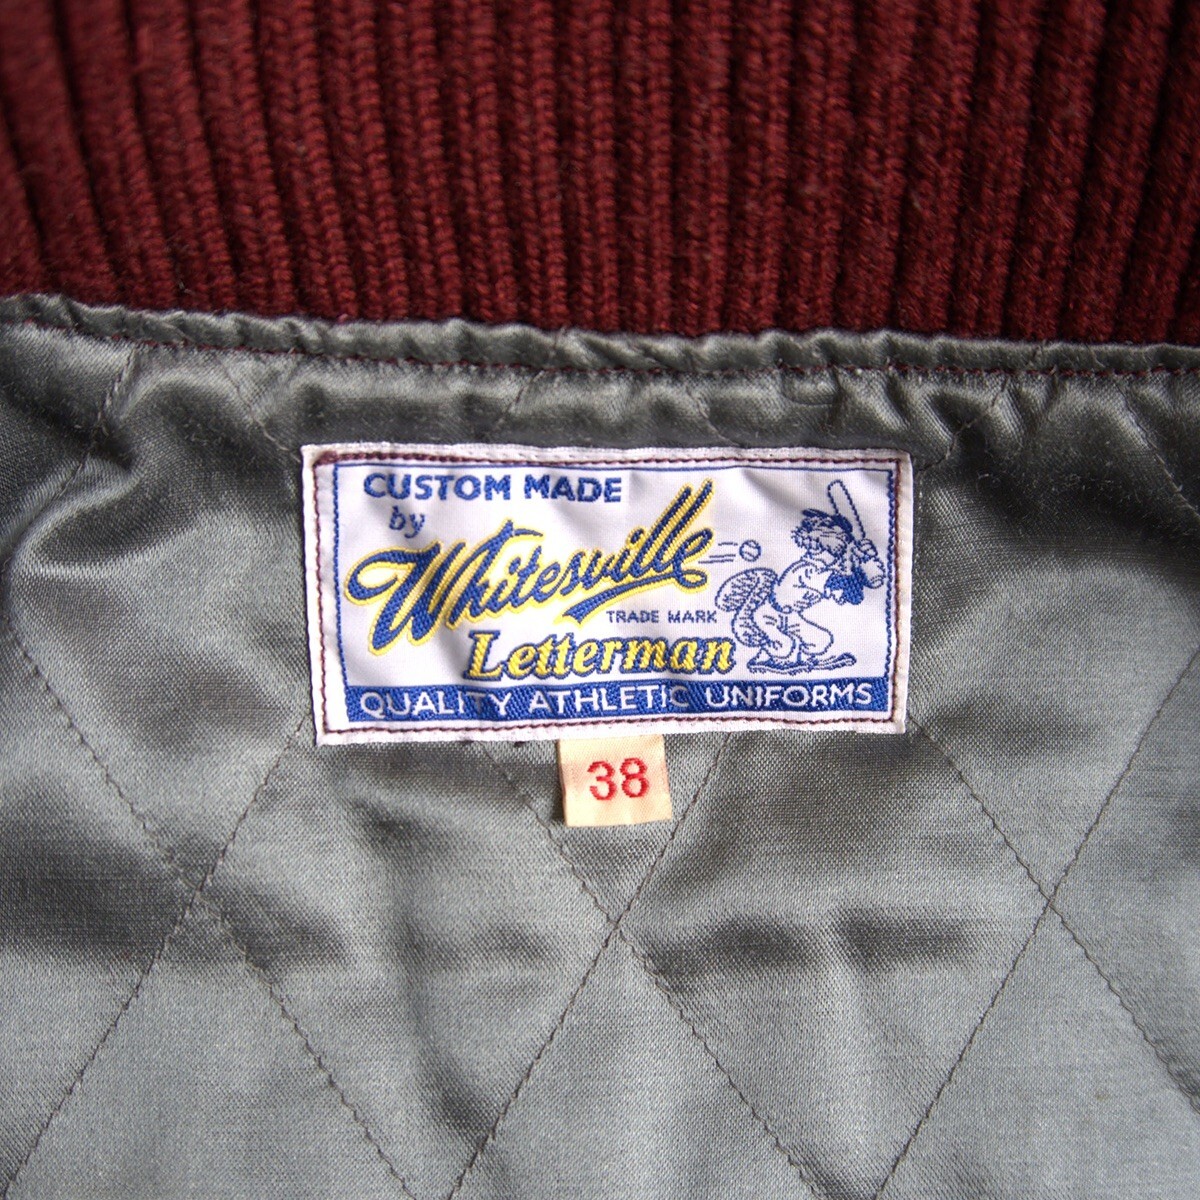 CUSTOM MADE
by
Whitesville
TRADE MARK
Letterman
QUALITY ATHLETIC UNIFORMS
38